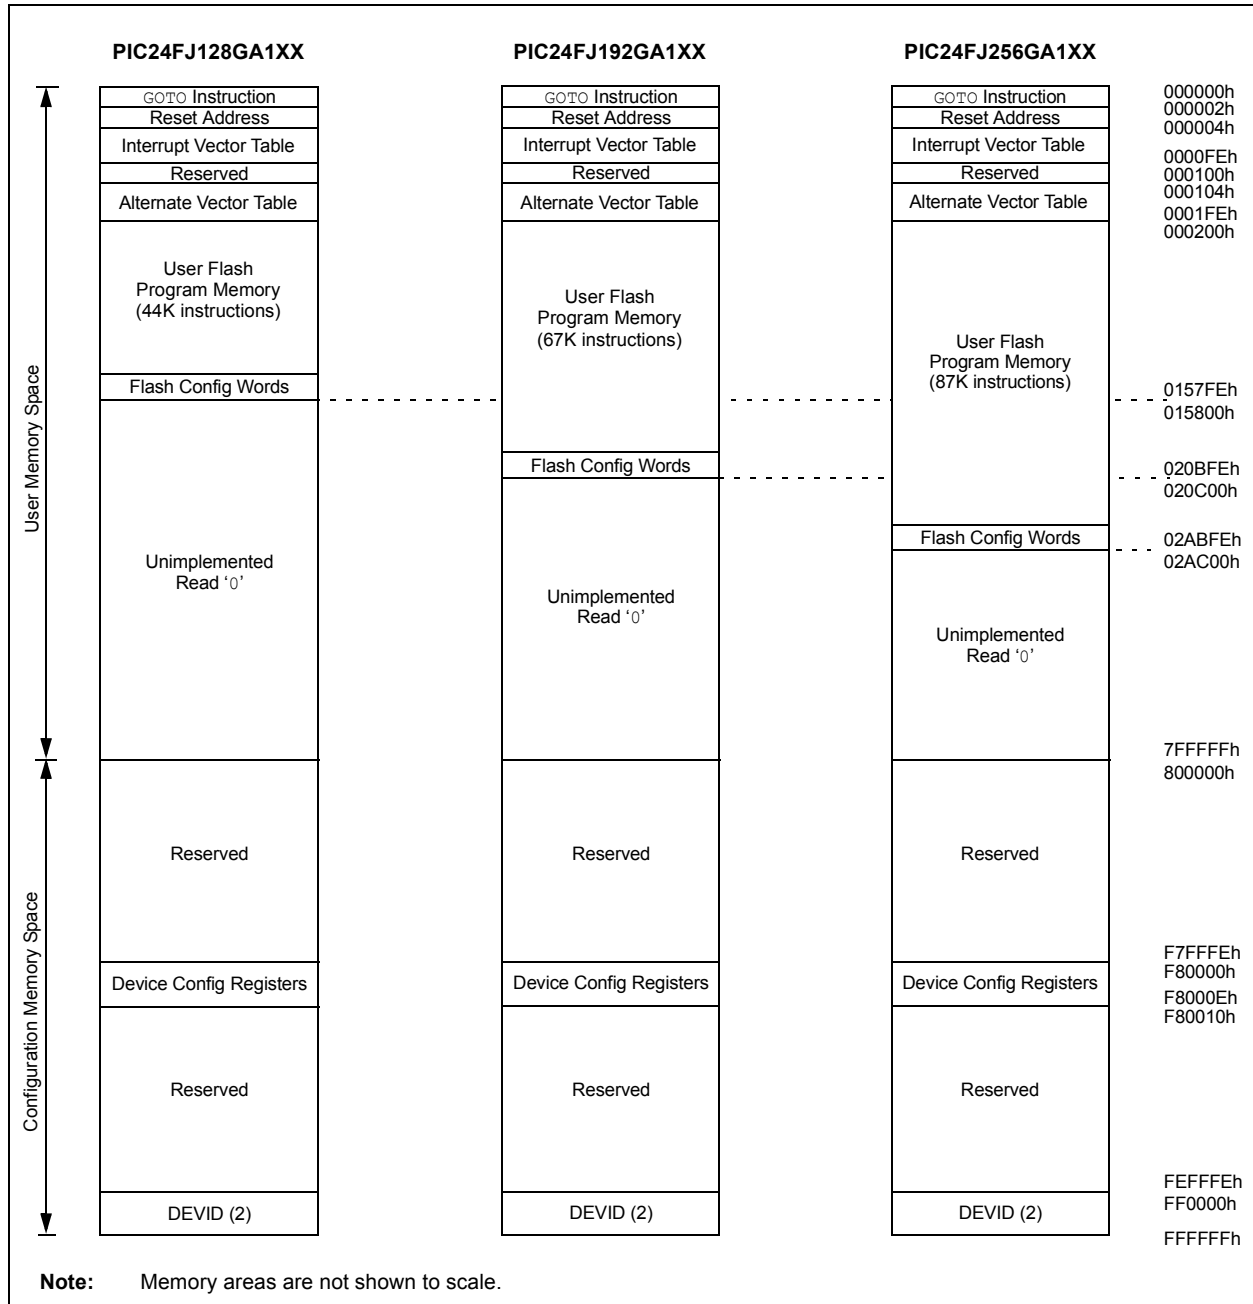 PIC24FJ128GA1XX
PIC24FJ192GA1XX
PIC24FJ256GA1XX
User Memory Space
Configuration Memory Space
GOTO Instruction
Reset Address
Interrupt Vector Table
Reserved
Alternate Vector Table
User Flash
Program Memory
(44K instructions)
Flash Config Words
Unimplemented
Read ‘0’
Reserved
Device Config Registers
Reserved
DEVID (2)
GOTO Instruction
Reset Address
Interrupt Vector Table
Reserved
Alternate Vector Table
User Flash
Program Memory
(67K instructions)
Flash Config Words
Unimplemented
Read ‘0’
Reserved
Device Config Registers
Reserved
DEVID (2)
GOTO Instruction
Reset Address
Interrupt Vector Table
Reserved
Alternate Vector Table
User Flash
Program Memory
(87K instructions)
Flash Config Words
Unimplemented
Read ‘0’
Reserved
Device Config Registers
Reserved
DEVID (2)
000000h
000002h
000004h
0000FEh
000100h
000104h
0001FEh
000200h
0157FEh
015800h
020BFEh
020C00h
02ABFEh
02AC00h
7FFFFFh
800000h
F7FFFEh
F80000h
F8000Eh
F80010h
FEFFFEh
FF0000h
FFFFFFh
Note: Memory areas are not shown to scale.